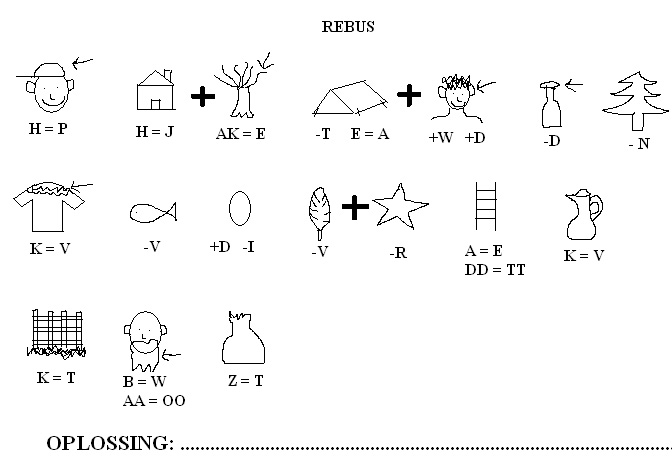 REBUS
H = P
H = J
+
AK = E
-T E = A
+
+W +D
-D
- N
K = V
-V
+D -I
-V
+
-R
A = E
DD = TT
K = V
K = T
B = W
AA = OO
Z = T
OPLOSSING: ................................................................................